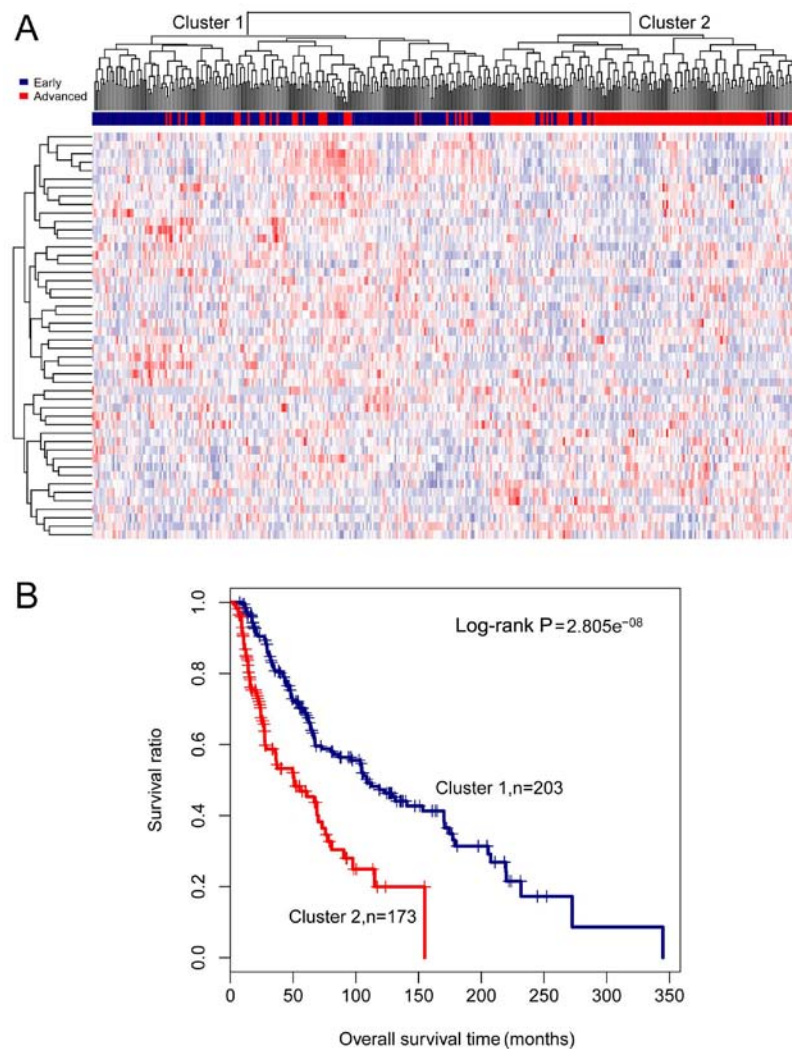 A
Cluster 1
Cluster 2
Early
Advanced
B
Log-rank P=2.805e−08
Survival ratio
1.0
0.8
0.6
0.4
0.2
0.0
Cluster 1,n=203
Cluster 2,n=173
0 50 100 150 200 250 300 350
Overall survival time (months)